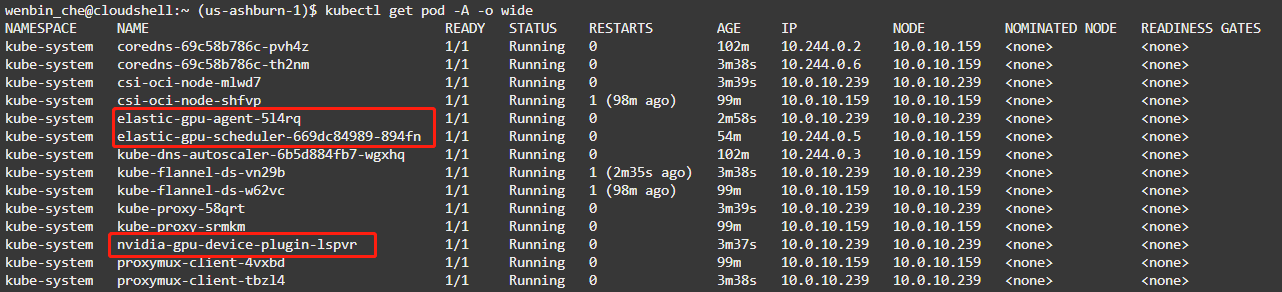 wenbin_che@cloudshell:~ (us-ashburn-1)$ kubectl get pod -A -o wide
NAMESPACE NAME READY STATUS RESTARTS AGE IP NODE NOMINATED NODE READINESS GATES
kube-system coredns-69c58b786c-pvh4z 1/1 Running 0 102m 10.244.0.2 10.0.10.159 <none> <none>
kube-system coredns-69c58b786c-th2nm 1/1 Running 0 3m38s 10.244.0.6 10.0.10.159 <none> <none>
kube-system csi-oci-node-mlwd7 1/1 Running 0 3m39s 10.0.10.239 10.0.10.239 <none> <none>
kube-system csi-oci-node-shfvp 1/1 Running 1 (98m ago) 99m 10.0.10.159 10.0.10.159 <none> <none>
kube-system elastic-gpu-agent-5l4rq 1/1 Running 0 2m58s 10.0.10.239 10.0.10.239 <none> <none>
kube-system elastic-gpu-scheduler-669dc84989-894fn 1/1 Running 0 54m 10.244.0.5 10.0.10.159 <none> <none>
kube-system kube-dns-autoscaler-6b5d884fb7-wgxhq 1/1 Running 0 102m 10.244.0.3 10.0.10.159 <none> <none>
kube-system kube-flannel-ds-vn29b 1/1 Running 1 (2m35s ago) 3m38s 10.0.10.239 10.0.10.239 <none> <none>
kube-system kube-flannel-ds-w62vc 1/1 Running 1 (98m ago) 99m 10.0.10.159 10.0.10.159 <none> <none>
kube-system kube-proxy-58qrt 1/1 Running 0 3m39s 10.0.10.239 10.0.10.239 <none> <none>
kube-system kube-proxy-srmkm 1/1 Running 0 99m 10.0.10.159 10.0.10.159 <none> <none>
kube-system nvidia-gpu-device-plugin-lspvr 1/1 Running 0 3m37s 10.0.10.239 10.0.10.239 <none> <none>
kube-system proxymux-client-4vxbd 1/1 Running 0 99m 10.0.10.159 10.0.10.159 <none> <none>
kube-system proxymux-client-tbzl4 1/1 Running 0 3m38s 10.0.10.239 10.0.10.239 <none> <none>